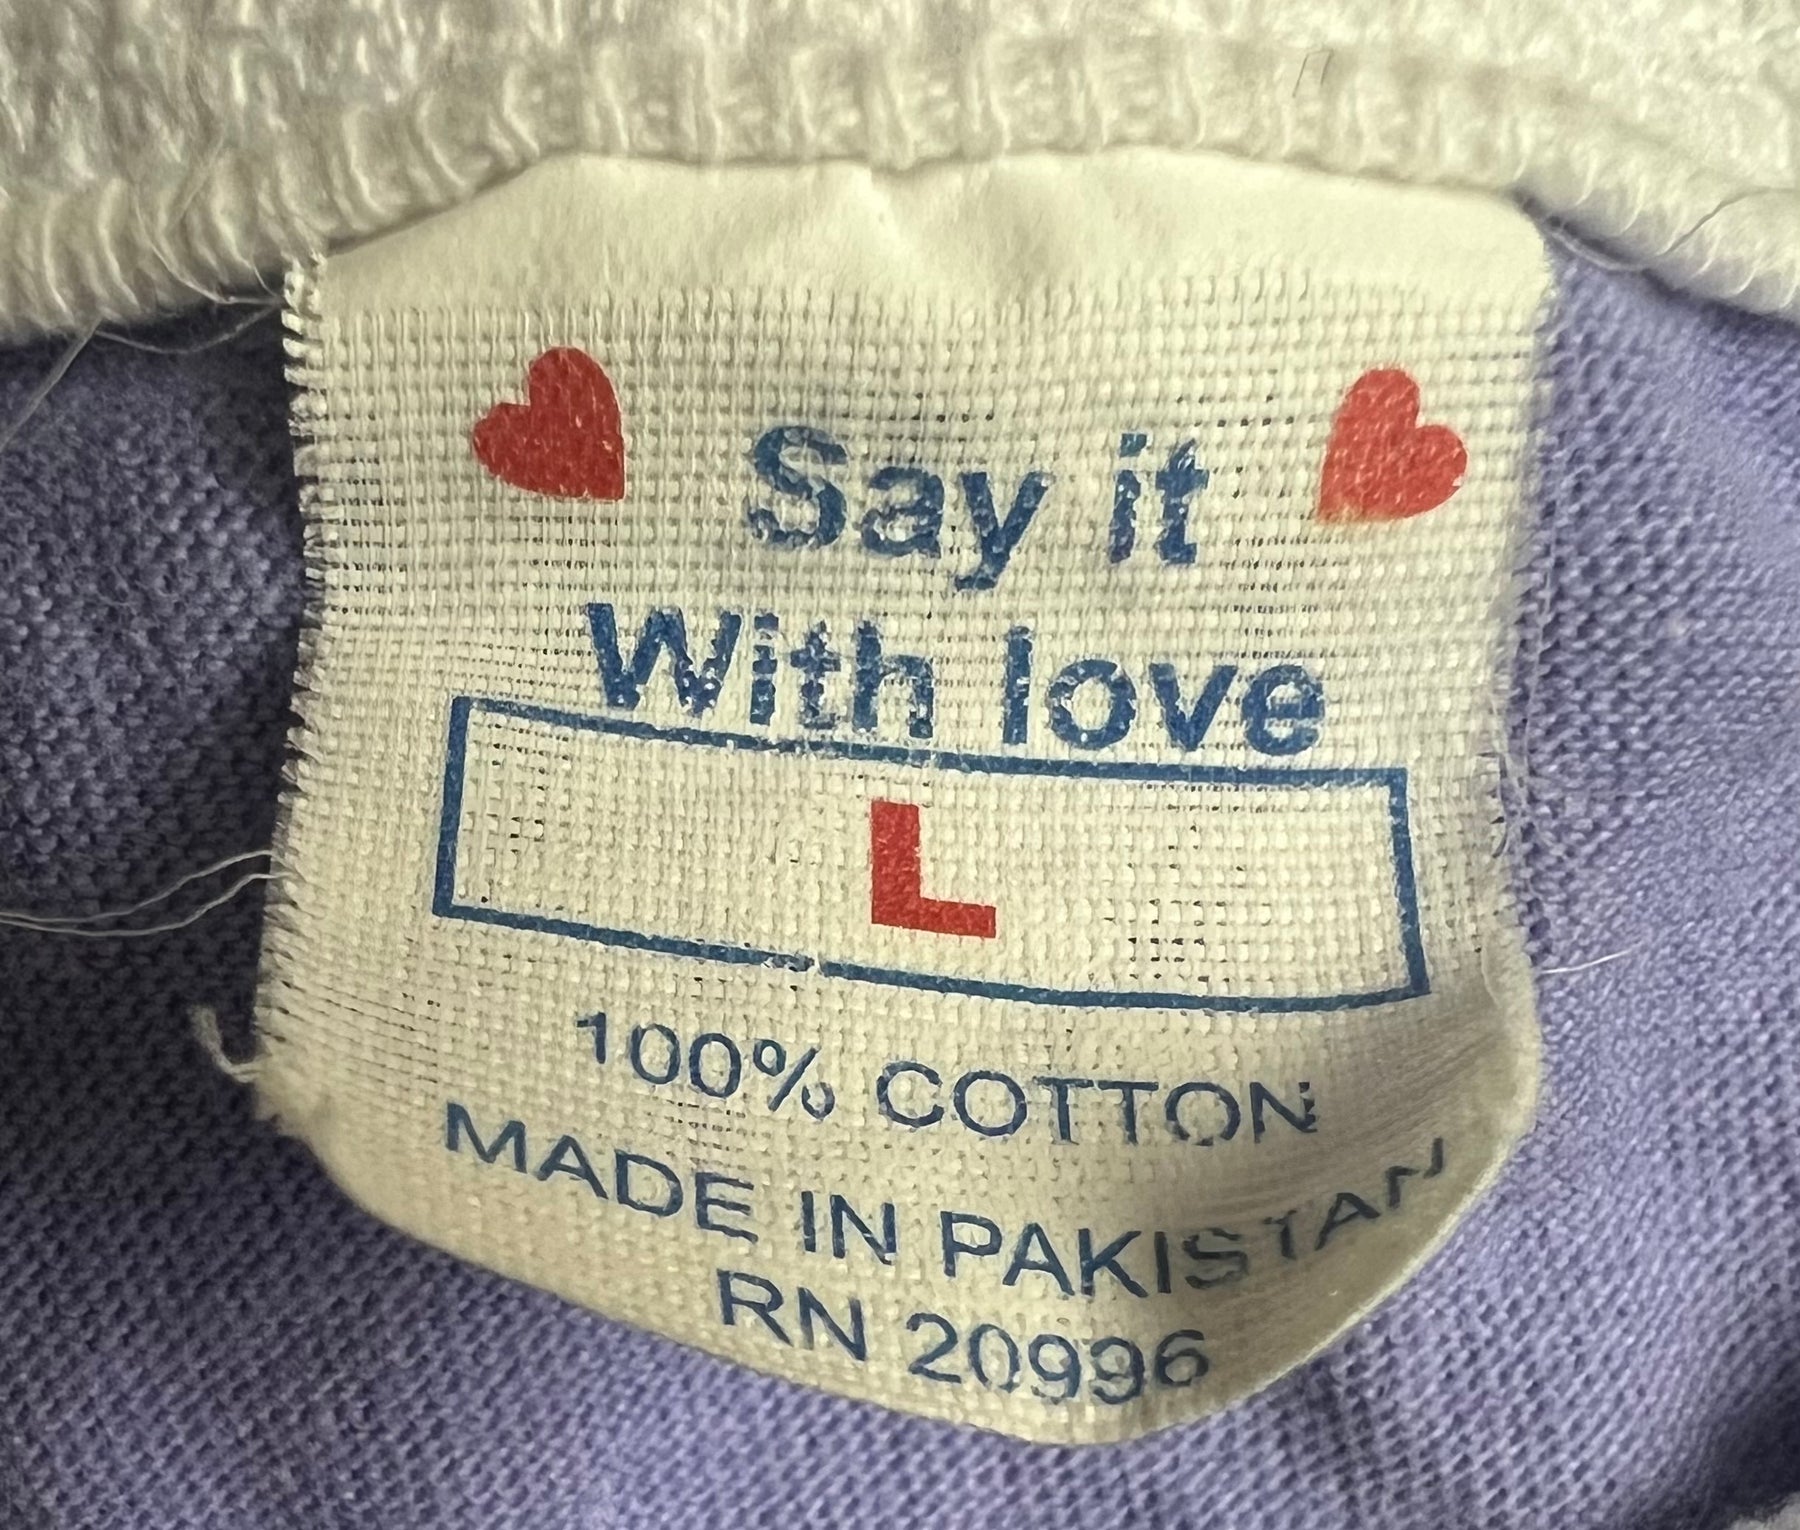 Say it
With love
L
100% COTTON
MADE IN PAKISTAN
RN 20996